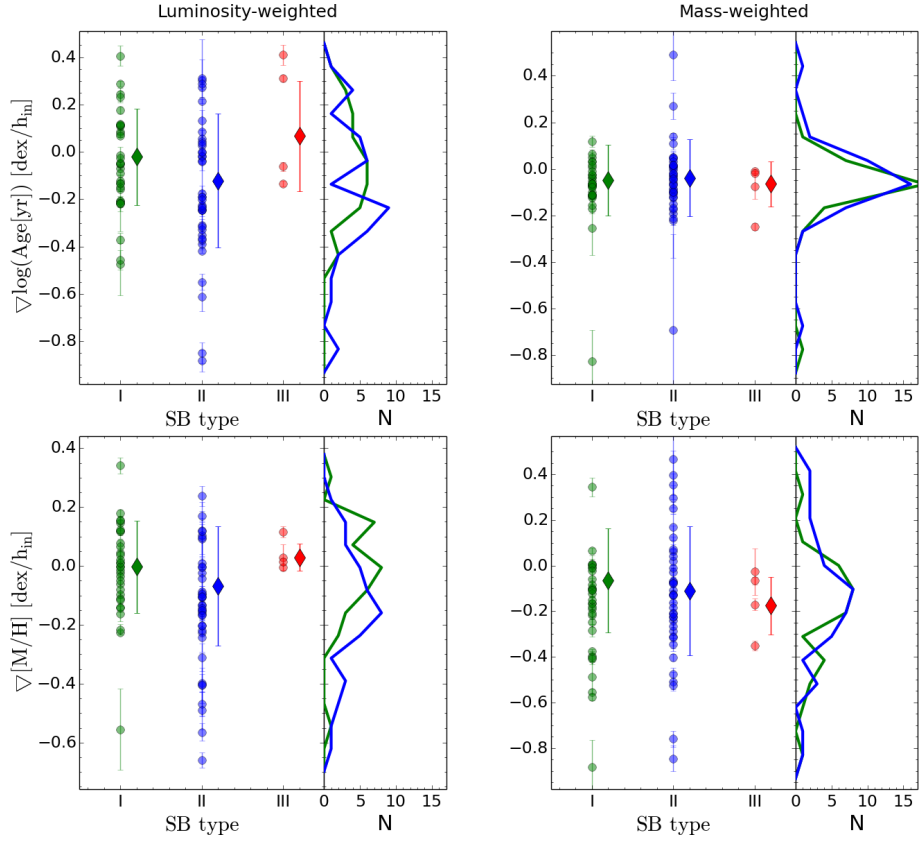 Luminosity-weighted
Mass-weighted
▽log(Age[yr]) [dex/h_in]
0.4
0.2
0.0
−0.2
−0.4
−0.6
−0.8
I II III 0 5 10 15
SB type N
0.4
0.2
0.0
−0.2
−0.4
−0.6
−0.8
I II III 0 5 10 15
SB type N
▽[M/H] [dex/h_in]
0.4
0.2
0.0
−0.2
−0.4
−0.6
I II III 0 5 10 15
SB type N
0.4
0.2
0.0
−0.2
−0.4
−0.6
−0.8
I II III 0 5 10 15
SB type N